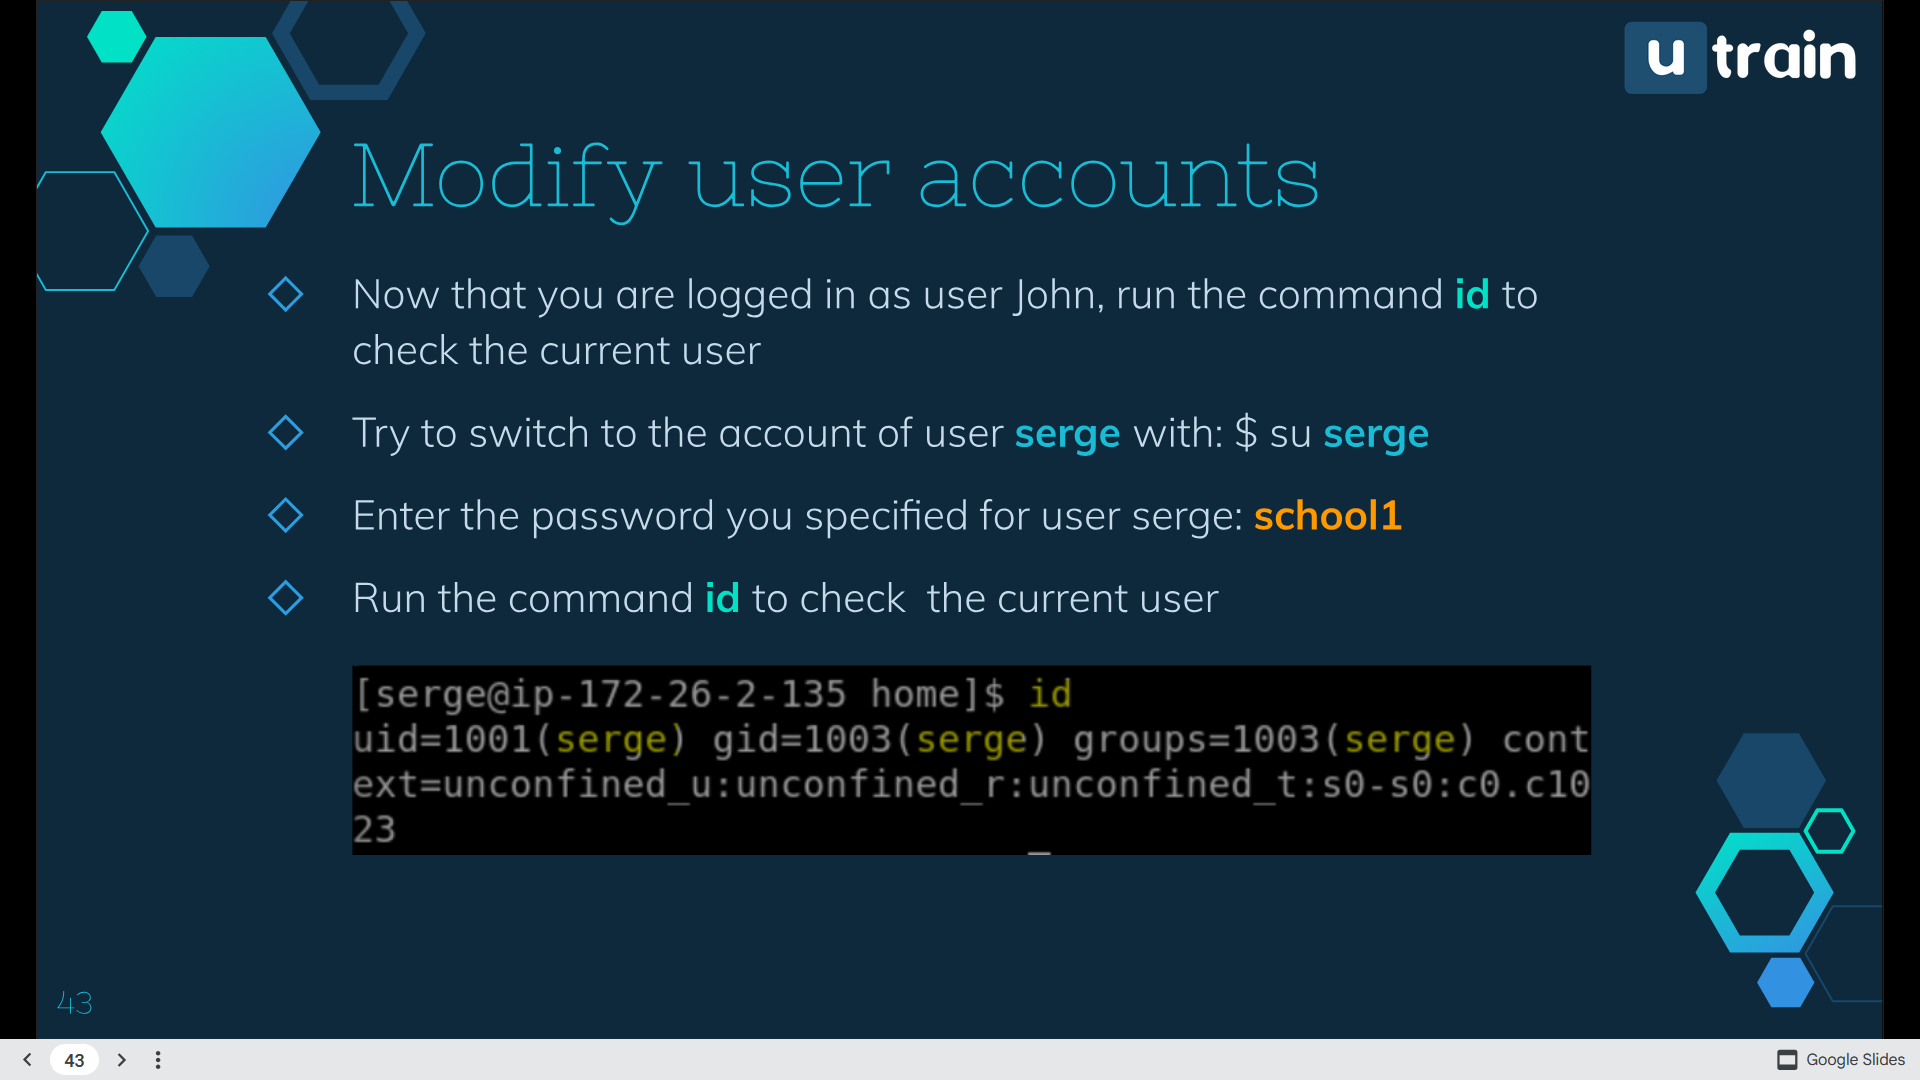 u train
Modify user accounts
Now that you are logged in as user John, run the command id to
check the current user
Try to switch to the account of user serge with: $ su serge
Enter the password you specified for user serge: school1
Run the command id to check  the current user
[serge@ip-172-26-2-135 home]$ id
uid=1001(serge) gid=1003(serge) groups=1003(serge) cont
ext=unconfined_u:unconfined_r:unconfined_t:s0-s0:c0.c10
23
43
43
Google Slides